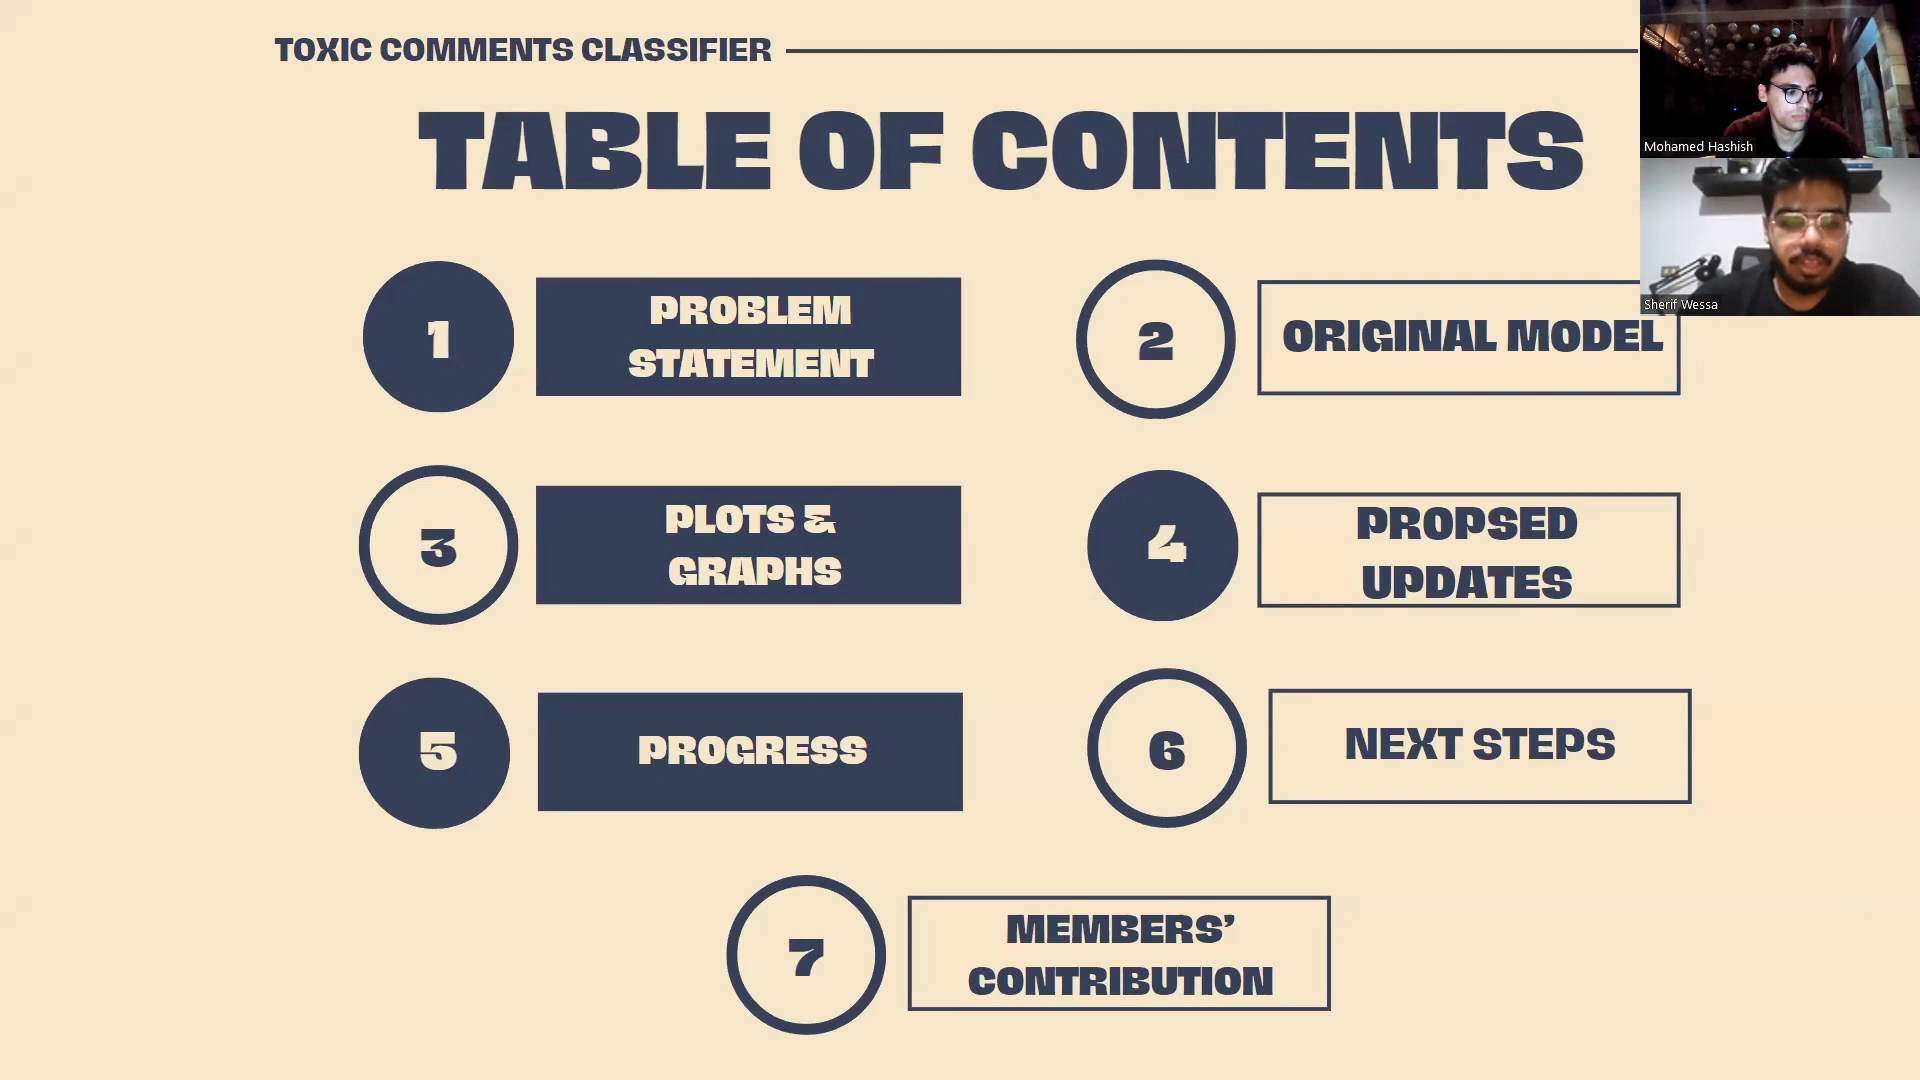 TOXIC COMMENTS CLASSIFIER
TABLE OF CONTENTS
Mohamed Hashish
Sherif Wessa
1
PROBLEM
STATEMENT
2
ORIGINAL MODEL
3
PLOTS &
GRAPHS
4
PROPSED
UPDATES
5
PROGRESS
6
NEXT STEPS
7
MEMBERS’
CONTRIBUTION